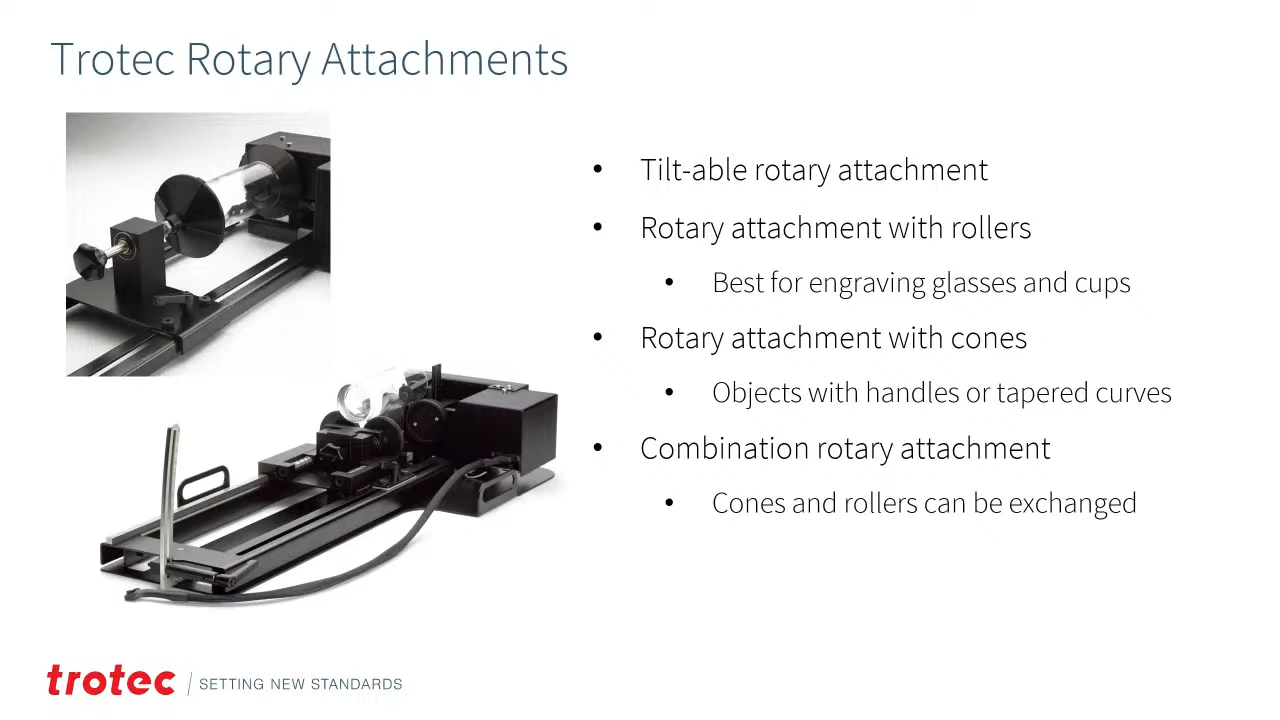 Trotec Rotary Attachments
• Tilt-able rotary attachment
• Rotary attachment with rollers
• Best for engraving glasses and cups
• Rotary attachment with cones
• Objects with handles or tapered curves
• Combination rotary attachment
• Cones and rollers can be exchanged
trotec | SETTING NEW STANDARDS